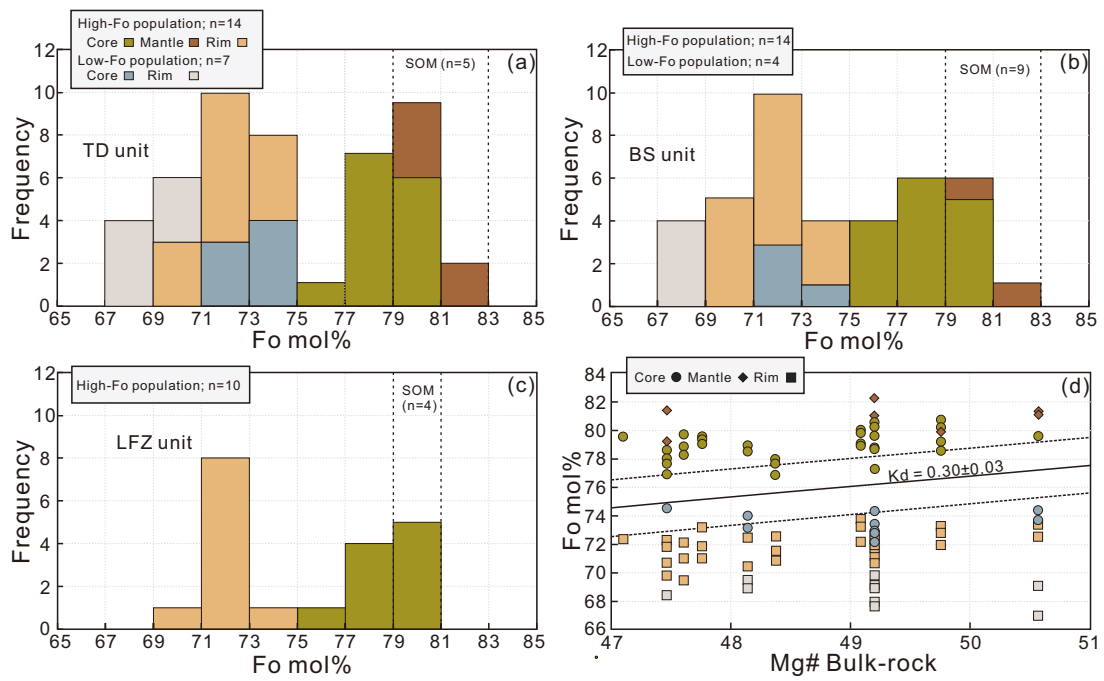 High-Fo population; n=14
Core Mantle Rim
Low-Fo population; n=7
Core Rim
SOM (n=5)
(a)
TD unit
Frequency
12
10
8
6
4
2
0
65 67 69 71 73 75 77 79 81 83 85
Fo mol%
High-Fo population; n=14
Low-Fo population; n=4
SOM (n=9)
(b)
BS unit
Frequency
12
10
8
6
4
2
0
65 67 69 71 73 75 77 79 81 83 85
Fo mol%
High-Fo population; n=10
SOM
(n=4)
(c)
LFZ unit
Frequency
12
10
8
6
4
2
0
65 67 69 71 73 75 77 79 81 83 85
Fo mol%
Core Mantle Rim
(d)
Kd = 0.30±0.03
Fo mol%
84
82
80
78
76
74
72
70
68
66
47 48 49 50 51
Mg# Bulk-rock